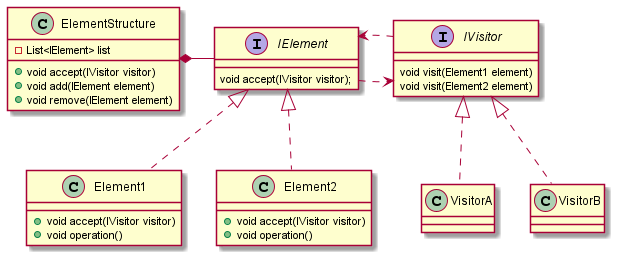 C ElementStructure
List<IElement> list
void accept(IVisitor visitor)
void add(IElement element)
void remove(IElement element)
I IElement
void accept(IVisitor visitor);
I IVisitor
void visit(Element1 element)
void visit(Element2 element)
C Element1
void accept(IVisitor visitor)
void operation()
C Element2
void accept(IVisitor visitor)
void operation()
C VisitorA
C VisitorB